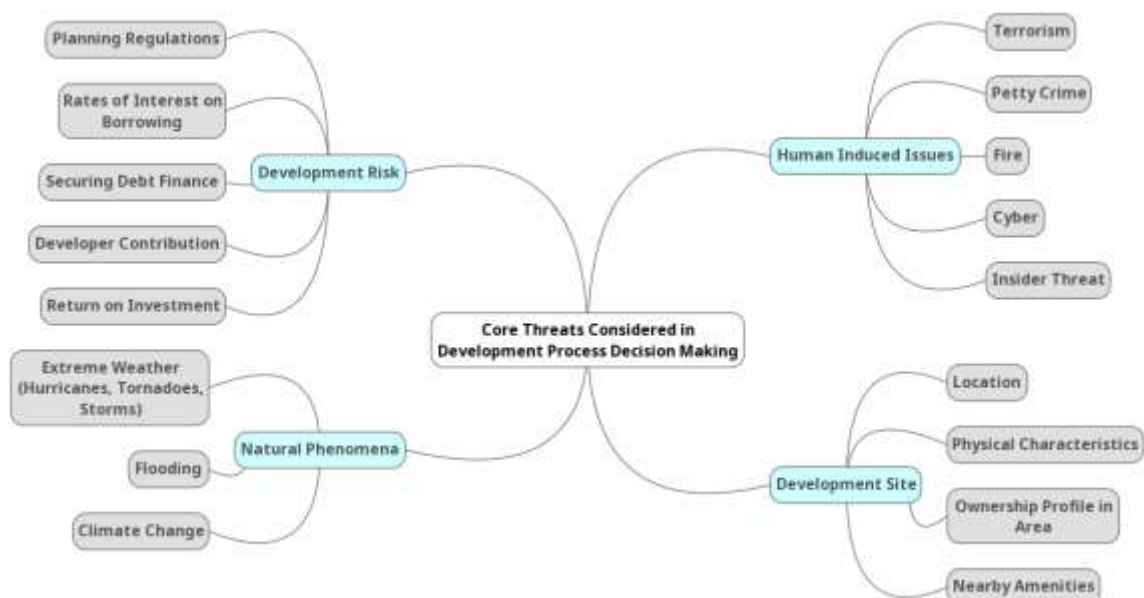 Planning Regulations
Rates of Interest on
Borrowing
Development Risk
Securing Debt Finance
Developer Contribution
Return on Investment
Terrorism
Petty Crime
Human Induced Issues
Fire
Cyber
Insider Threat
Core Threats Considered in
Development Process Decision Making
Extreme Weather
(Hurricanes, Tornadoes,
Storms)
Natural Phenomena
Flooding
Climate Change
Location
Physical Characteristics
Development Site
Ownership Profile in
Area
Nearby Amenities